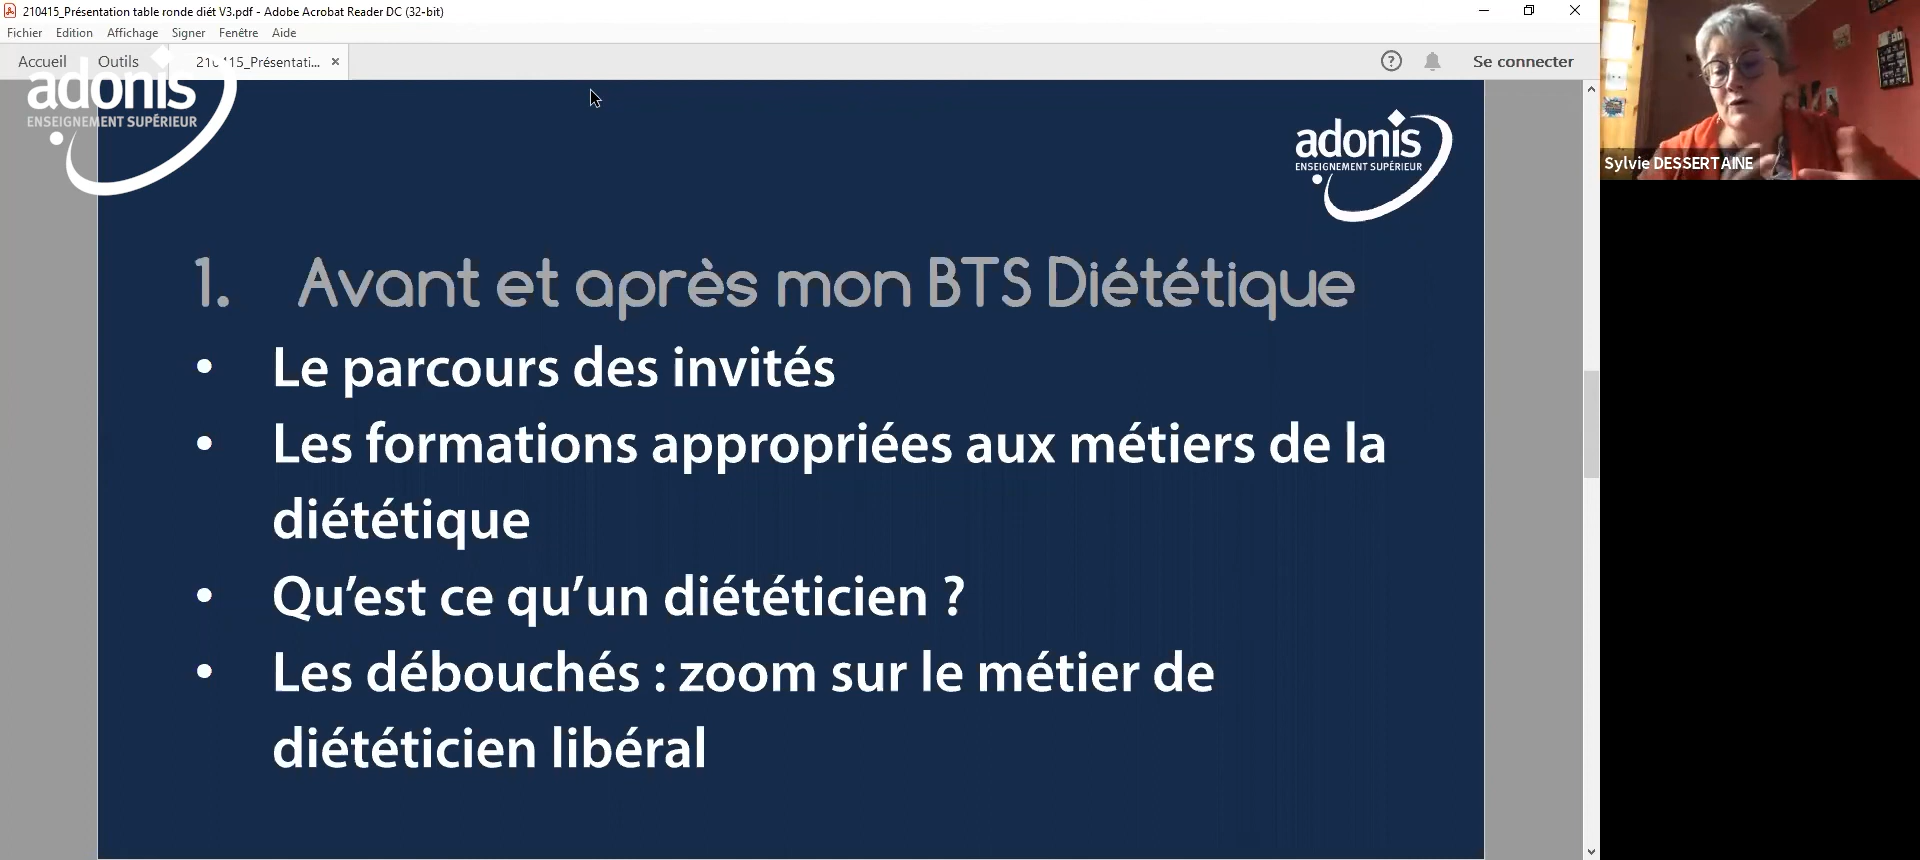 210415_Présentation table ronde diét V3.pdf - Adobe Acrobat Reader DC (32-bit)
Fichier Edition Affichage Signer Fenêtre Aide
Accueil Outils 15_Présentati... Se connecter
adonis
ENSEIGNEMENT SUPÉRIEUR
adonis
ENSEIGNEMENT SUPÉRIEUR
Sylvie DESSERTAINE
1. Avant et après mon BTS Diététique
• Le parcours des invités
• Les formations appropriées aux métiers de la
diététique
• Qu’est ce qu’un diététicien ?
• Les débouchés : zoom sur le métier de
diététicien libéral